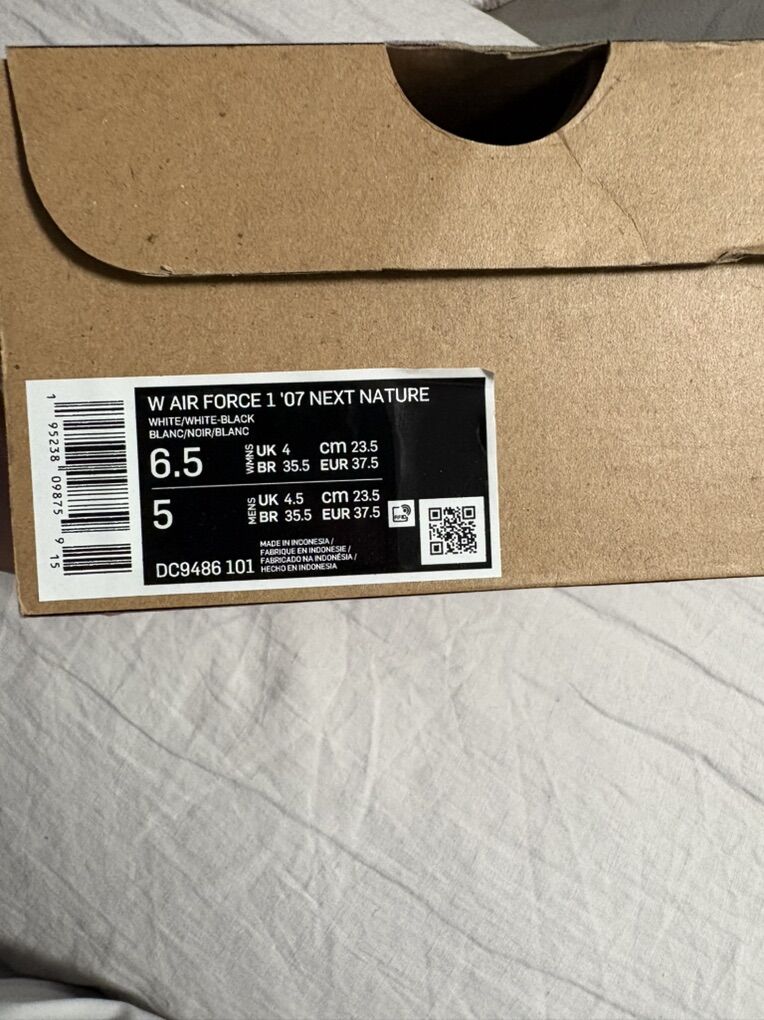 W AIR FORCE 1 '07 NEXT NATURE
WHITE/WHITE-BLACK
BLANC/NOIR/BLANC
6.5 WMNS UK 4 cm 23.5
BR 35.5 EUR 37.5
5 MENS UK 4.5 cm 23.5
BR 35.5 EUR 37.5
RFID
DC9486 101
MADE IN INDONESIA /
FABRIQUE EN INDONESIE /
FABRICADO NA INDONÉSIA /
HECHO EN INDONESIA
1 95238 09875 9 15